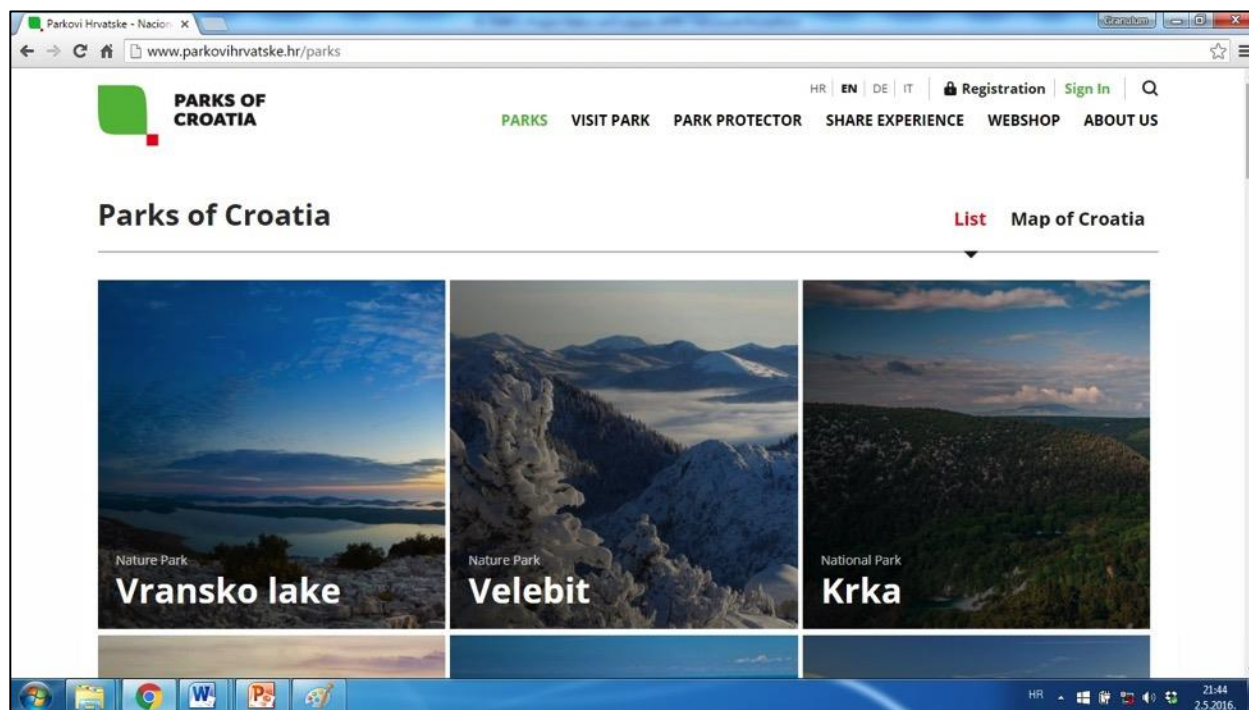 Parkovi Hrvatske - Nacion
Granulum
www.parkovihrvatske.hr/parks
HR EN DE IT Registration Sign In
PARKS OF
CROATIA
PARKS VISIT PARK PARK PROTECTOR SHARE EXPERIENCE WEBSHOP ABOUT US
Parks of Croatia
List Map of Croatia
Nature Park
Vransko lake
Nature Park
Velebit
National Park
Krka
HR
21:44
2.5.2016.